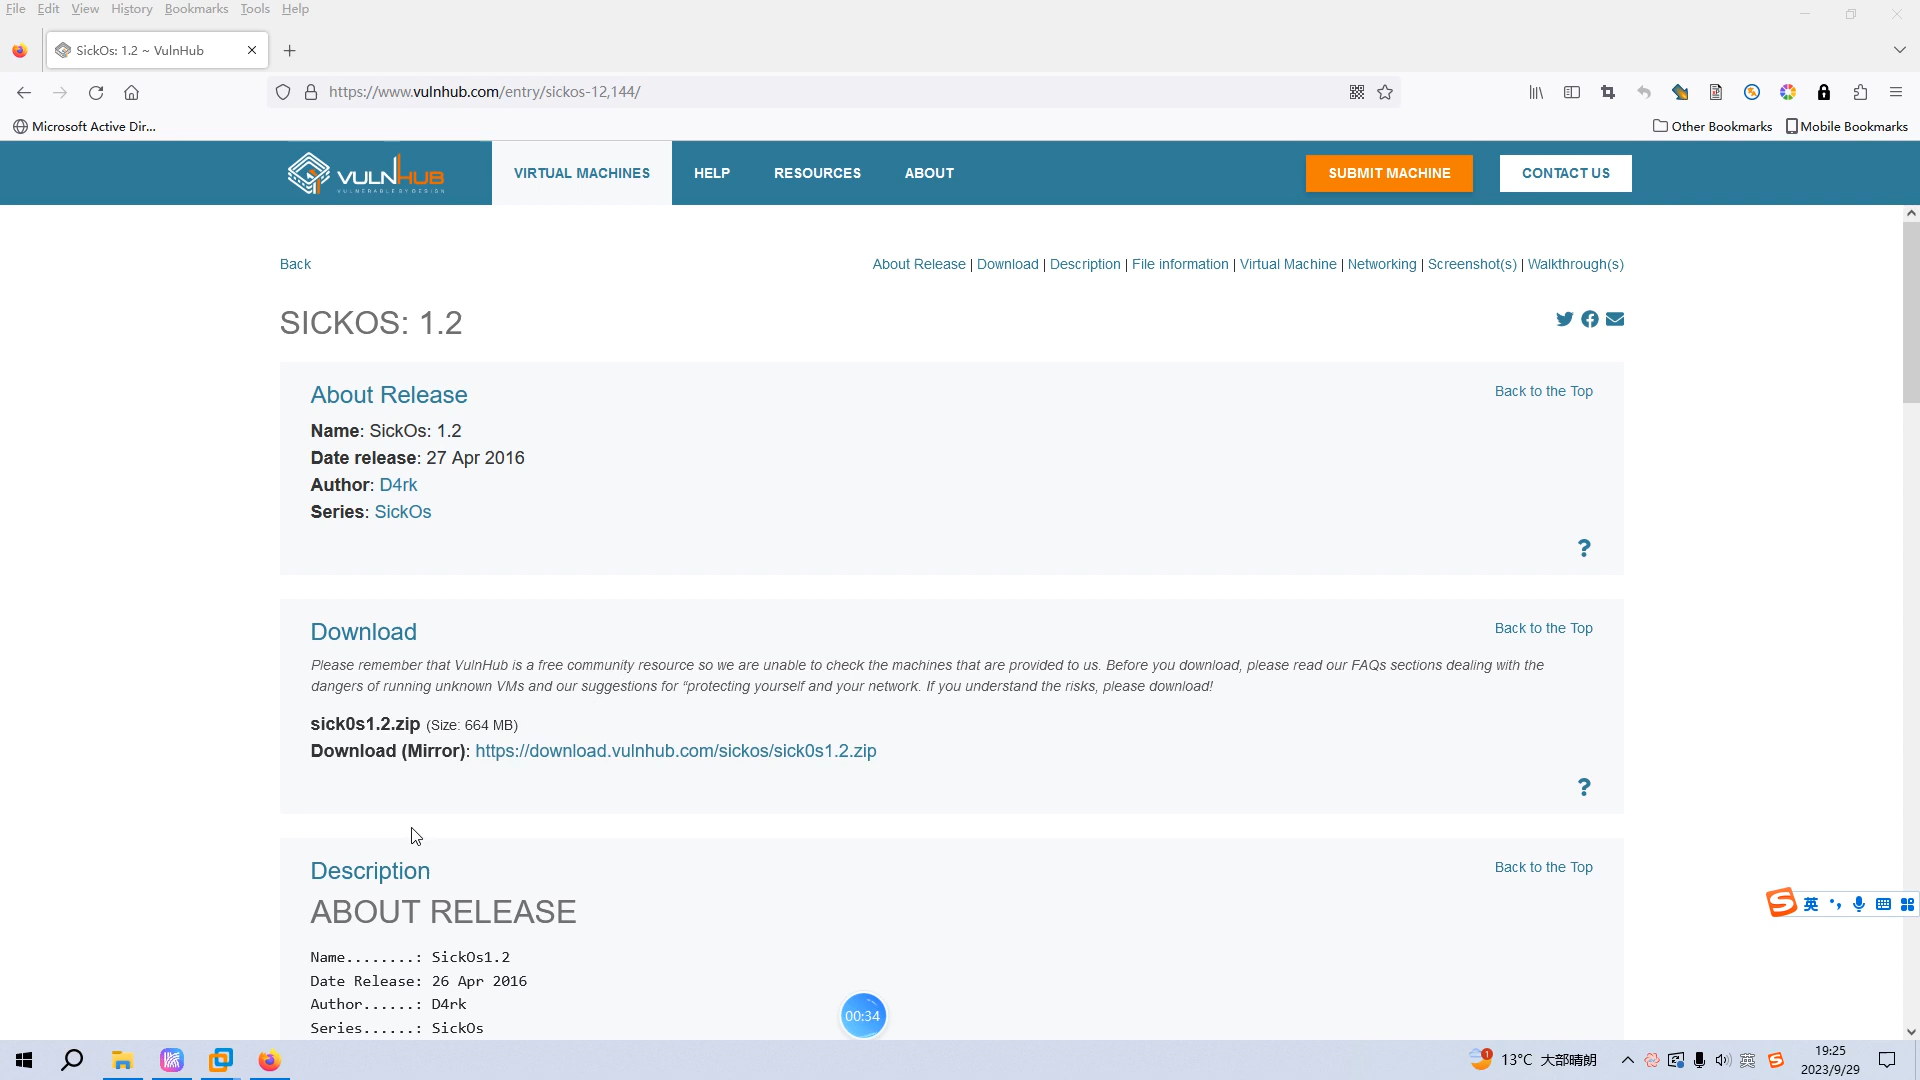 File Edit View History Bookmarks Tools Help
SickOs: 1.2 ~ VulnHub
https://www.vulnhub.com/entry/sickos-12,144/
Microsoft Active Dir...
Other Bookmarks
Mobile Bookmarks
VULNHUB
VULNERABLE BY DESIGN
VIRTUAL MACHINES
HELP
RESOURCES
ABOUT
SUBMIT MACHINE
CONTACT US
Back
About Release | Download | Description | File information | Virtual Machine | Networking | Screenshot(s) | Walkthrough(s)
SICKOS: 1.2
About Release
Back to the Top
Name: SickOs: 1.2
Date release: 27 Apr 2016
Author: D4rk
Series: SickOs
?
Download
Back to the Top
Please remember that VulnHub is a free community resource so we are unable to check the machines that are provided to us. Before you download, please read our FAQs sections dealing with the
dangers of running unknown VMs and our suggestions for “protecting yourself and your network. If you understand the risks, please download!
sick0s1.2.zip (Size: 664 MB)
Download (Mirror): https://download.vulnhub.com/sickos/sick0s1.2.zip
?
Description
Back to the Top
ABOUT RELEASE
英
Name........: SickOs1.2
Date Release: 26 Apr 2016
Author......: D4rk
Series......: SickOs
00:34
1
13°C 大部晴朗
英
19:25
2023/9/29